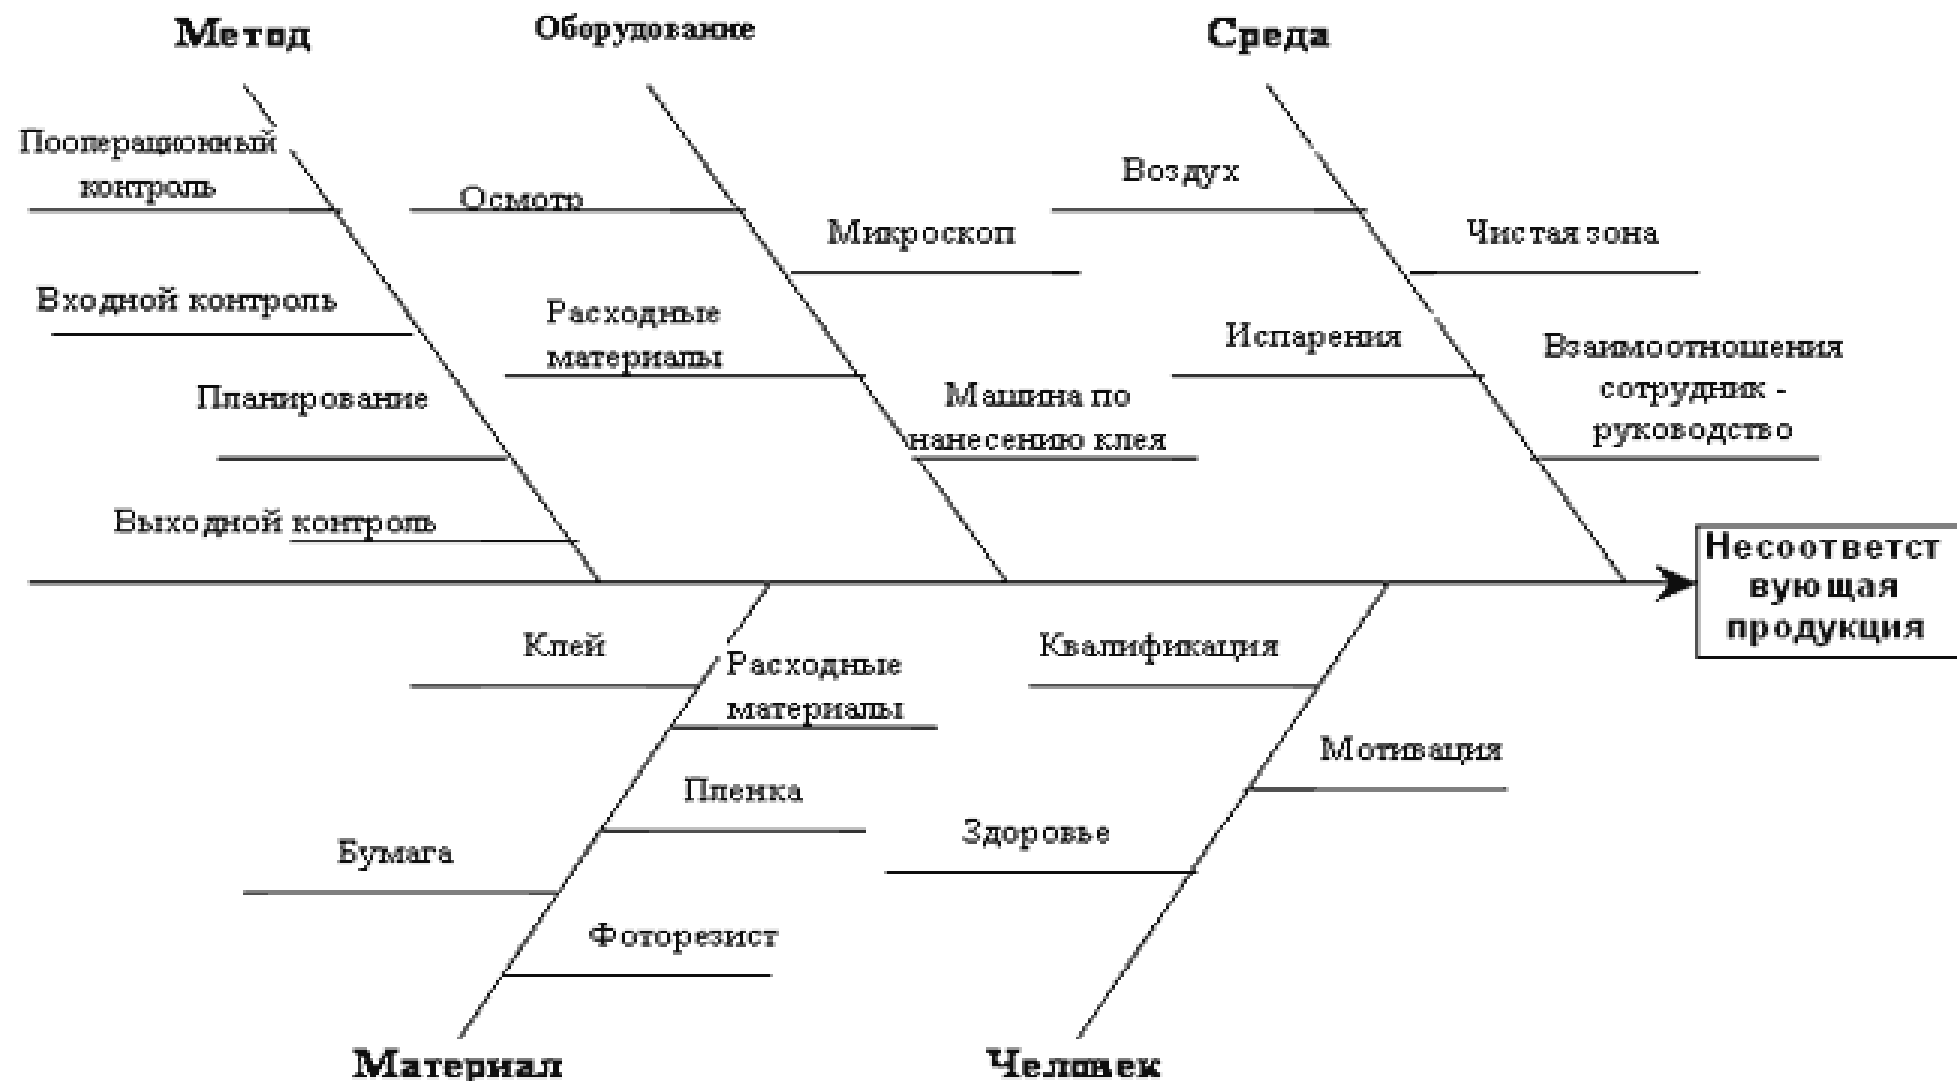 Метод
Оборудование
Среда
Пооперационный
контроль
Осмотр
Воздух
Микроскоп
Чистая зона
Входной контроль
Расходные
материалы
Испарения
Взаимоотношения
сотрудник -
руководство
Планирование
Машина по
нанесению клея
Выходной контроль
Несоответст
вующая
продукция
Клей
Расходные
материалы
Квалификация
Мотивация
Пленка
Здоровье
Бумага
Фоторезист
Материал
Человек